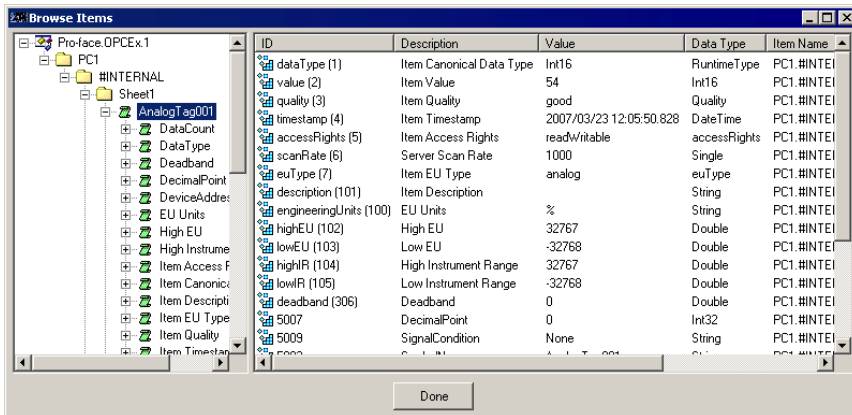 Browse Items
Pro-face.OPCEx.1
PC1
#INTERNAL
Sheet1
AnalogTag001
DataCount
DataType
Deadband
DecimalPoint
DeviceAddres
EU Units
High EU
High Instrume
Item Access
Item Canonica
Item Descripti
Item EU Type
Item Quality
Item Timestan
ID Description Value Data Type Item Name
dataType (1) Item Canonical Data Type Int16 RuntimeType PC1.#INTEI
value (2) Item Value 54 Int16 PC1.#INTEI
quality (3) Item Quality good Quality PC1.#INTEI
timestamp (4) Item Timestamp 2007/03/23 12:05:50.828 DateTime PC1.#INTEI
accessRights (5) Item Access Rights readWritable accessRights PC1.#INTEI
scanRate (6) Server Scan Rate 1000 Single PC1.#INTEI
euType (7) Item EU Type analog euType PC1.#INTEI
description (101) Item Description String PC1.#INTEI
engineeringUnits (100) EU Units % String PC1.#INTEI
highEU (102) High EU 32767 Double PC1.#INTEI
lowEU (103) Low EU -32768 Double PC1.#INTEI
highIR (104) High Instrument Range 32767 Double PC1.#INTEI
lowIR (105) Low Instrument Range -32768 Double PC1.#INTEI
deadband (306) Deadband 0 Double PC1.#INTEI
5007 DecimalPoint 0 Int32 PC1.#INTEI
5009 SignalCondition None String PC1.#INTEI
Done